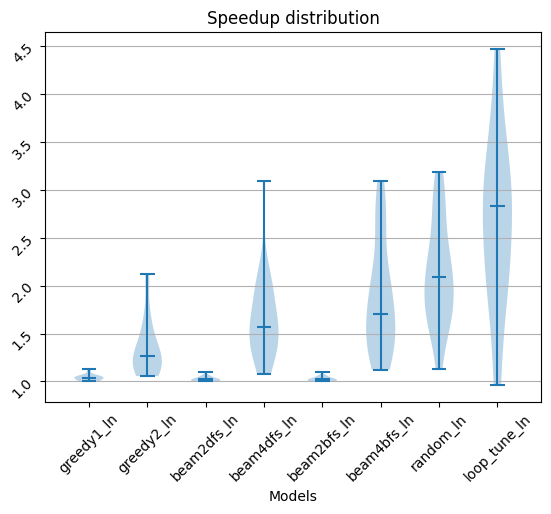 Speedup distribution
4.5
4.0
3.5
3.0
2.5
2.0
1.5
1.0
greedy1_ln
greedy2_ln
beam2dfs_ln
beam4dfs_ln
beam2bfs_ln
beam4bfs_ln
random_ln
loop_tune_ln
Models